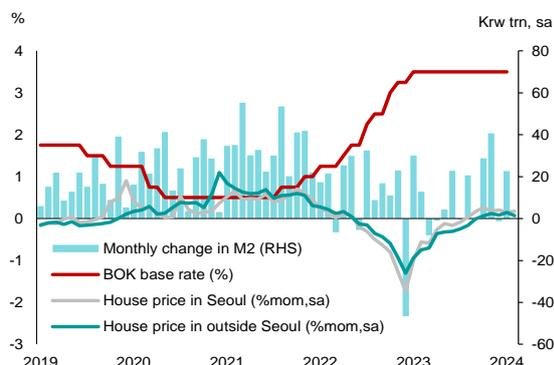 %
Krw trn, sa
4 80
3 60
2 40
1 20
0 0
-1 -20
-2 -40
-3 -60
Monthly change in M2 (RHS)
BOK base rate (%)
House price in Seoul (%mom,sa)
House price in outside Seoul (%mom,sa)
2019 2020 2021 2022 2023 2024